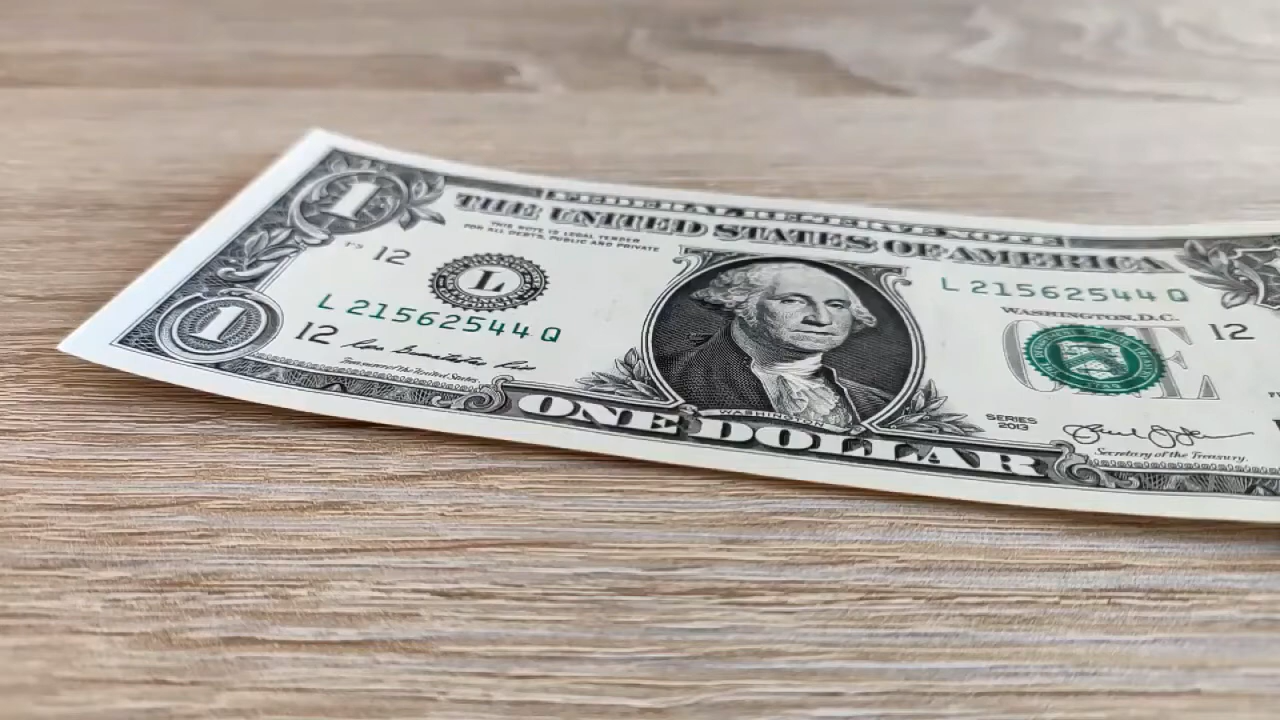 FEDERAL RESERVE NOTE
THE UNITED STATES OF AMERICA
THIS NOTE IS LEGAL TENDER
FOR ALL DEBTS, PUBLIC AND PRIVATE
1
12
L
L 21562544 Q
L 21562544 Q
WASHINGTON, D.C.
12
1
12
Treasurer of the United States.
WASHINGTON
SERIES
2013
Secretary of the Treasury.
ONE DOLLAR